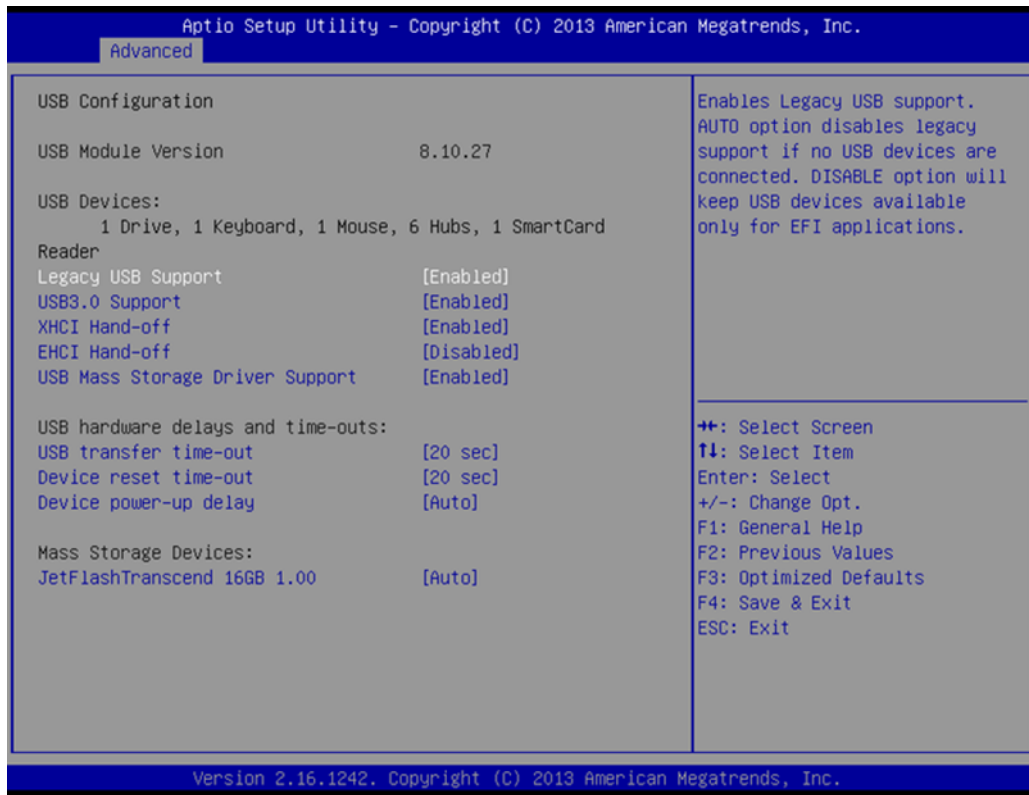 Aptio Setup Utility – Copyright (C) 2013 American Megatrends, Inc.
Advanced
USB Configuration
USB Module Version 8.10.27
USB Devices:
1 Drive, 1 Keyboard, 1 Mouse, 6 Hubs, 1 SmartCard
Reader
Legacy USB Support [Enabled]
USB3.0 Support [Enabled]
XHCI Hand-off [Enabled]
EHCI Hand-off [Disabled]
USB Mass Storage Driver Support [Enabled]
USB hardware delays and time-outs:
USB transfer time-out [20 sec]
Device reset time-out [20 sec]
Device power-up delay [Auto]
Mass Storage Devices:
JetFlashTranscend 16GB 1.00 [Auto]
Enables Legacy USB support.
AUTO option disables legacy
support if no USB devices are
connected. DISABLE option will
keep USB devices available
only for EFI applications.
→←: Select Screen
↑↓: Select Item
Enter: Select
+/-: Change Opt.
F1: General Help
F2: Previous Values
F3: Optimized Defaults
F4: Save & Exit
ESC: Exit
Version 2.16.1242. Copyright (C) 2013 American Megatrends, Inc.